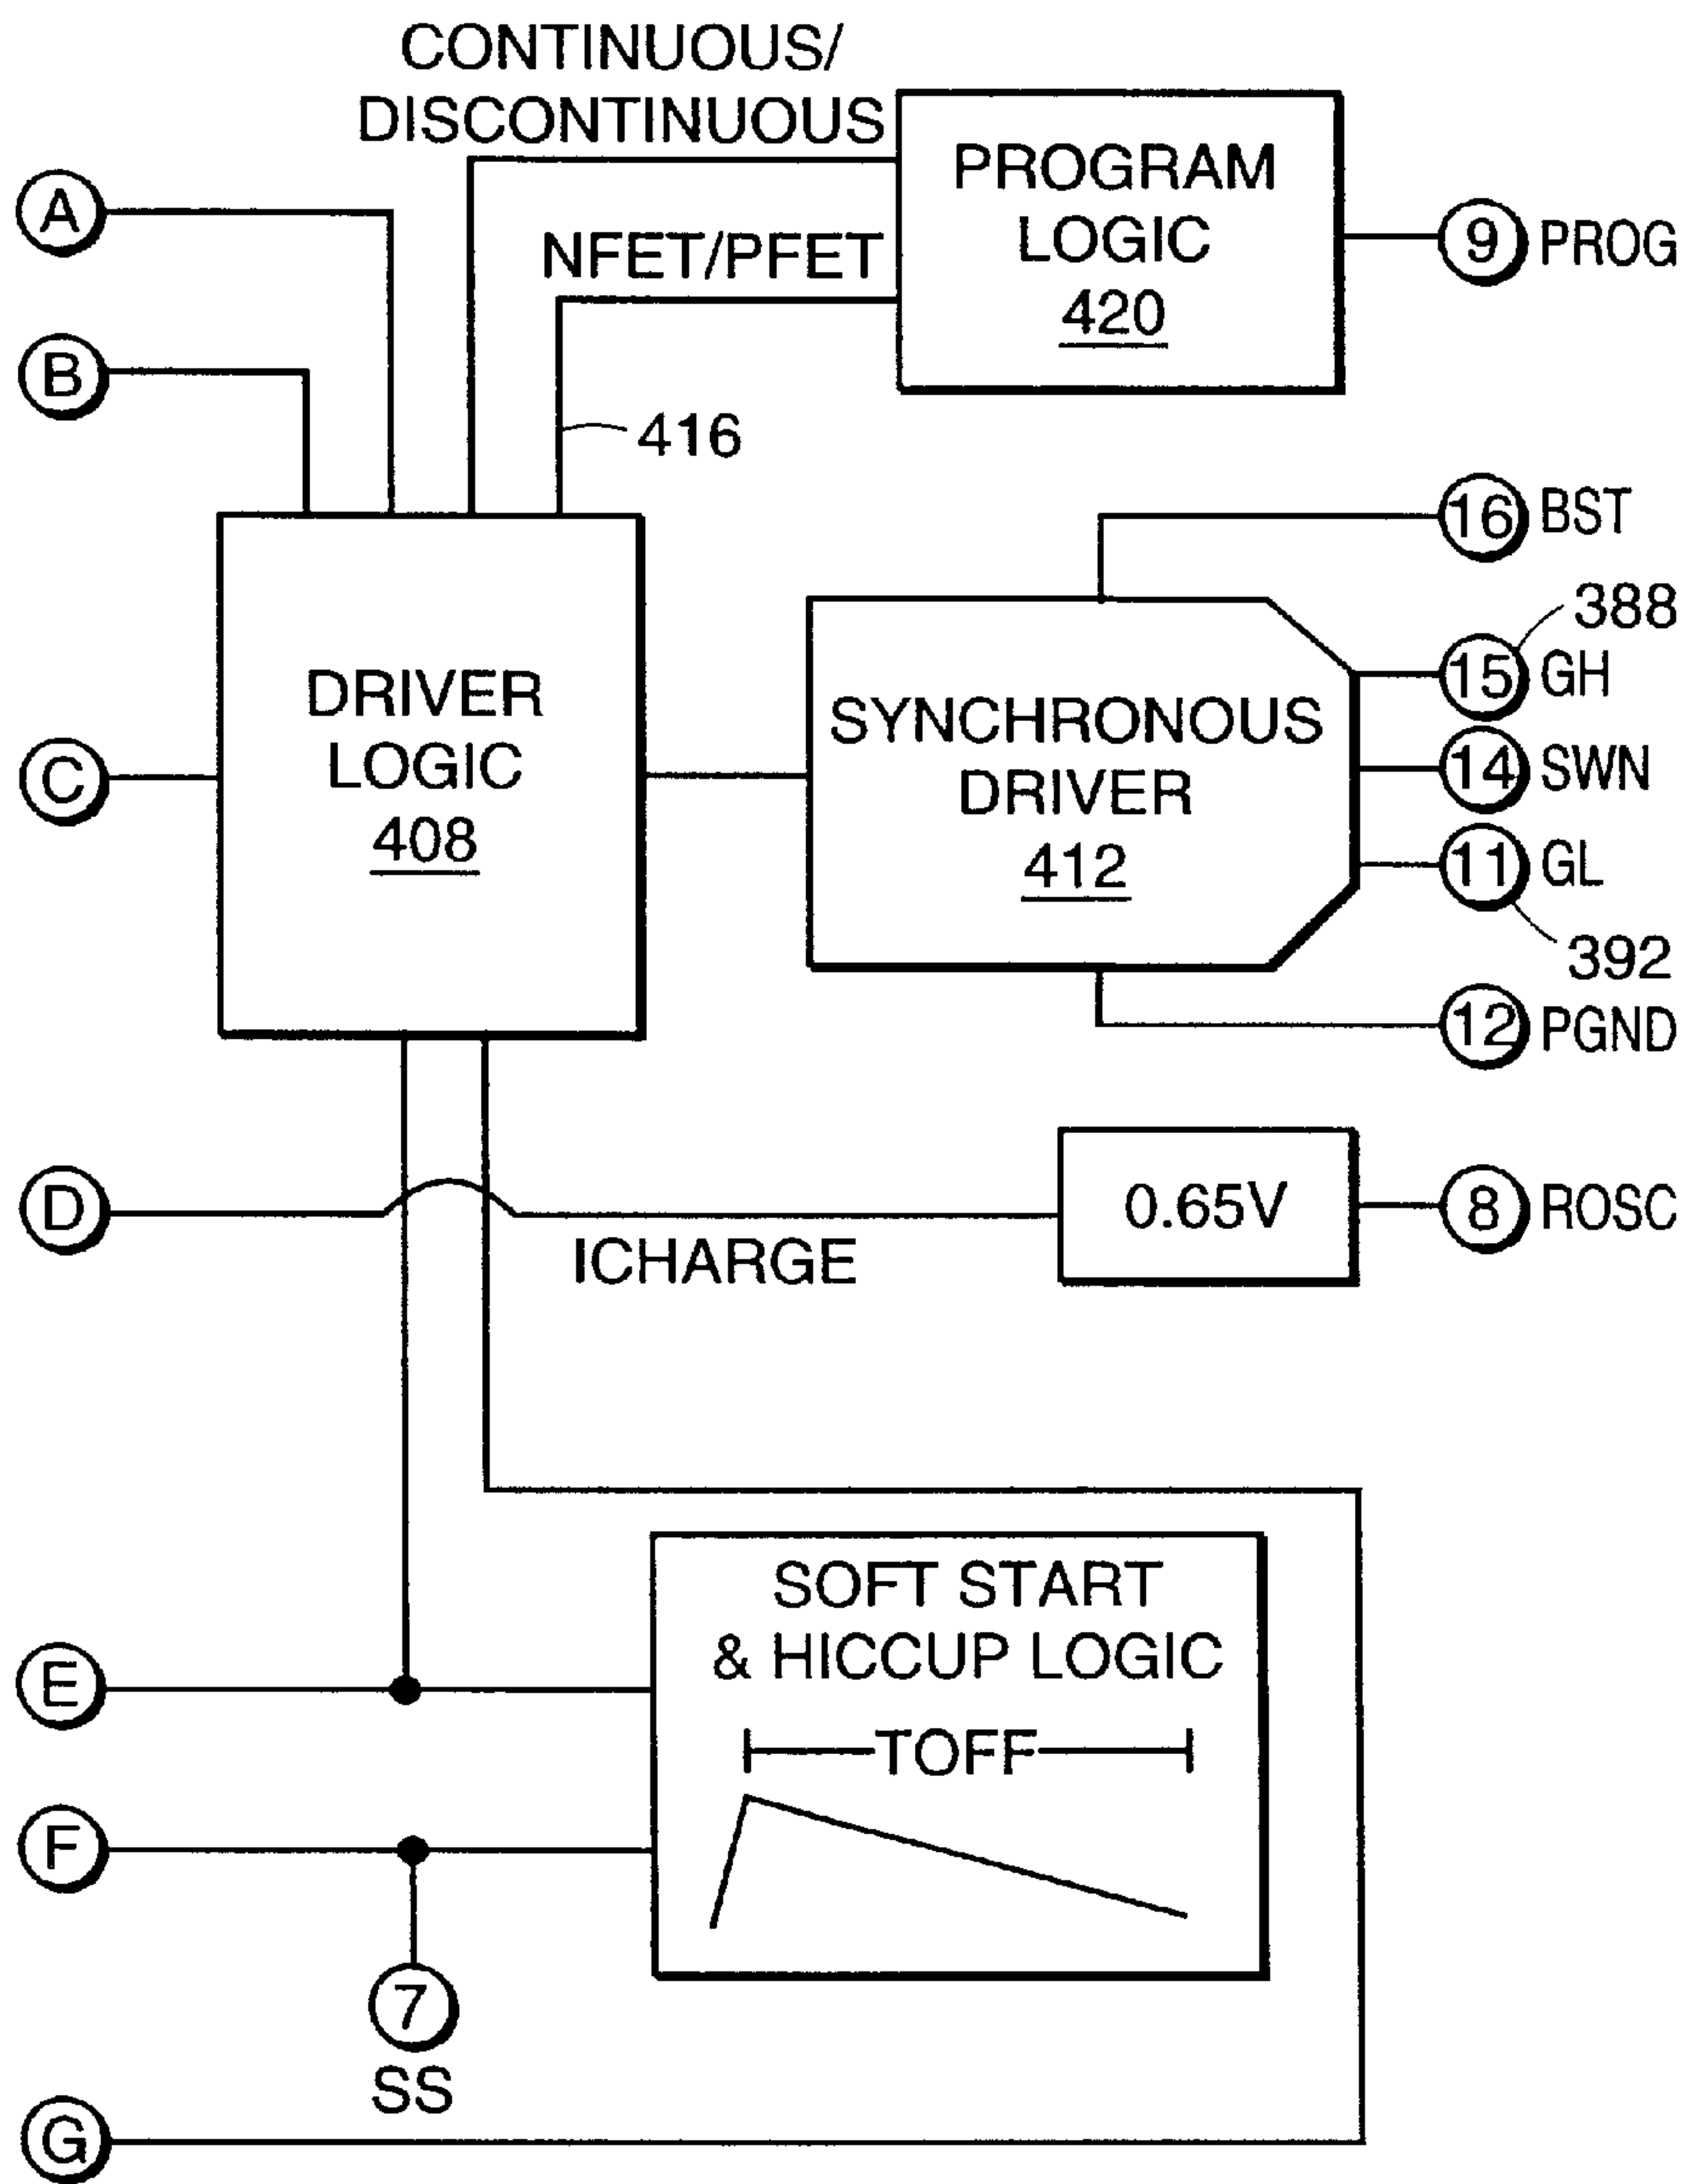 CONTINUOUS/
DISCONTINUOUS
PROGRAM
LOGIC
420
A
NFET/PFET
9 PROG
B
416
16 BST
388
DRIVER
LOGIC
408
SYNCHRONOUS
DRIVER
412
15 GH
C
14 SWN
11 GL
392
12 PGND
D
ICHARGE
0.65V
8 ROSC
SOFT START
& HICCUP LOGIC
E
TOFF
F
7
SS
G